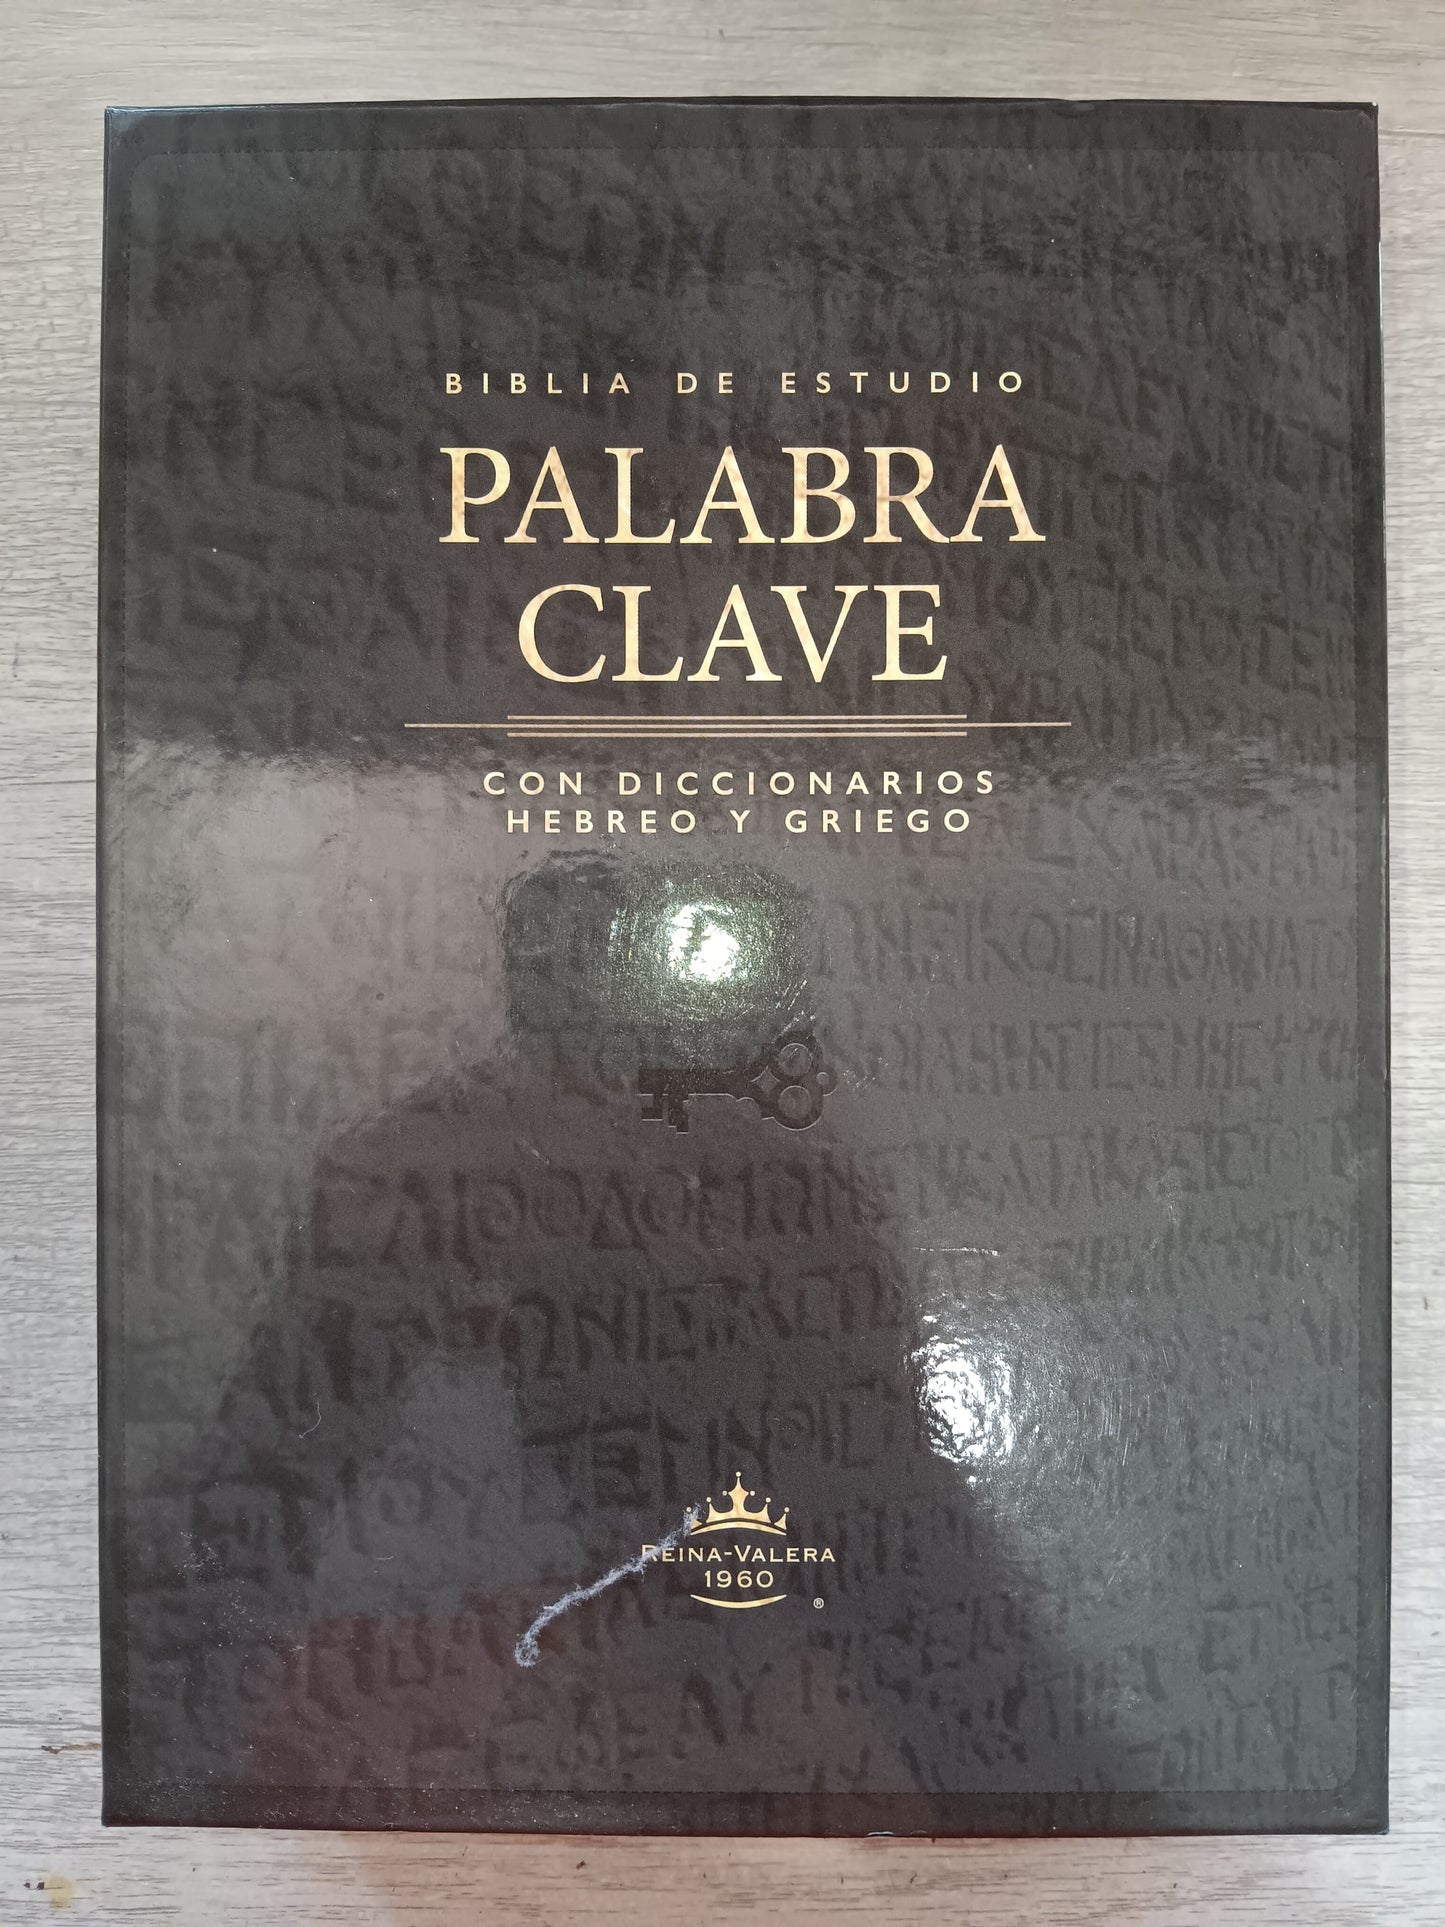 BIBLIA DE ESTUDIO
PALABRA
CLAVE
CON DICCIONARIOS
HEBREO Y GRIEGO
REINA-VALERA
1960
®